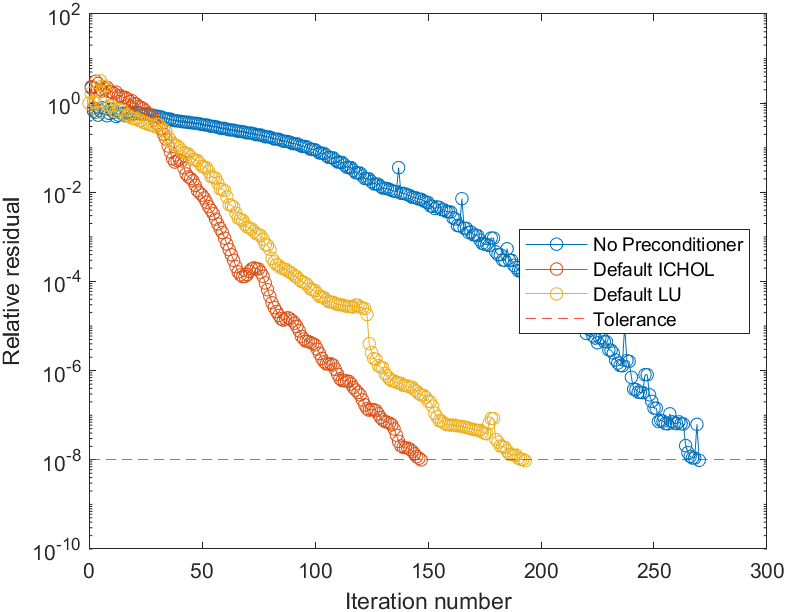 10^2
10^0
10^-2
10^-4
10^-6
10^-8
10^-10
Relative residual
No Preconditioner
Default ICHOL
Default LU
Tolerance
0 50 100 150 200 250 300
Iteration number